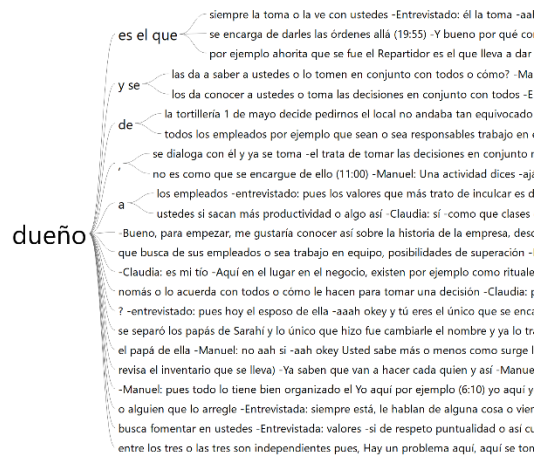 siempre la toma o la ve con ustedes -Entrevistado: él la toma -aal
es el que
se encarga de darles las órdenes allá (19:55) -Y bueno por qué co
por ejemplo ahorita que se fue el Repartidor es el que lleva a dar
y se
las da a saber a ustedes o lo tomen en conjunto con todos o cómo? -Ma
los da conocer a ustedes o toma las decisiones en conjunto con todos -E
de
la tortillería 1 de mayo decide pedirnos el local no andaba tan equivocado
todos los empleados por ejemplo que sean o sea responsables trabajo en e
,
se dialoga con él y ya se toma -el trata de tomar las decisiones en conjunto
no es como que se encargue de ello (11:00) -Manuel: Una actividad dices -ajá
a
los empleados -entrevistado: pues los valores que más trato de inculcar es d
ustedes si sacan más productividad o algo así -Claudia: sí -como que clases
dueño
-Bueno, para empezar, me gustaría conocer así sobre la historia de la empresa, desc
que busca de sus empleados o sea trabajo en equipo, posibilidades de superación -
-Claudia: es mi tío -Aquí en el lugar en el negocio, existen por ejemplo como rituale
nomás o lo acuerda con todos o cómo le hacen para tomar una decisión -Claudia: p
? -entrevistado: pues hoy el esposo de ella -aaah okey y tú eres el único que se enca
se separó los papás de Sarahí y lo único que hizo fue cambiarle el nombre y ya lo tra
el papá de ella -Manuel: no aah si -aah okey Usted sabe más o menos como surge l
revisa el inventario que se lleva) -Ya saben que van a hacer cada quien y así -Manue
-Manuel: pues todo lo tiene bien organizado el Yo aquí por ejemplo (6:10) yo aquí y
o alguien que lo arregle -Entrevistada: siempre está, le hablan de alguna cosa o vier
busca fomentar en ustedes -Entrevistada: valores -si de respeto puntualidad o así cu
entre los tres o las tres son independientes pues, Hay un problema aquí, aquí se ton